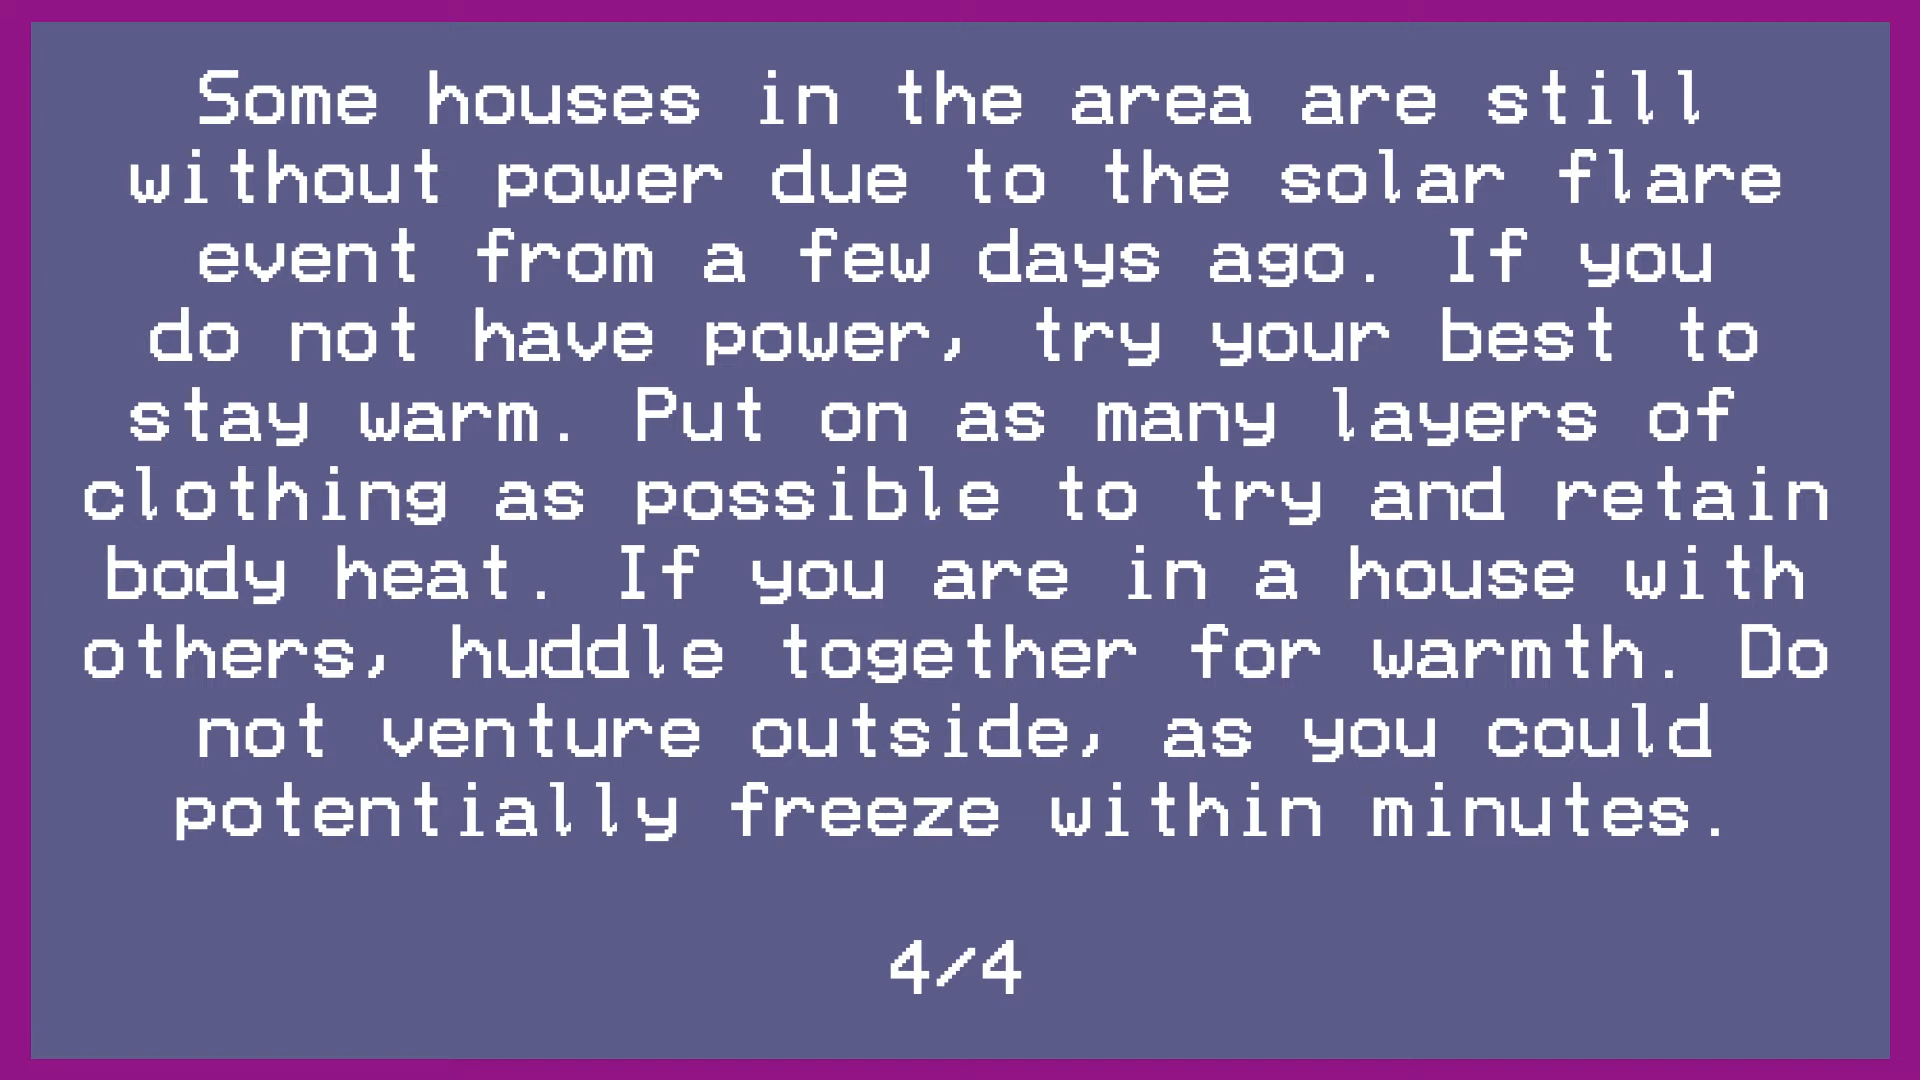 Some houses in the area are still
without power due to the solar flare
event from a few days ago. If you
do not have power, try your best to
stay warm. Put on as many layers of
clothing as possible to try and retain
body heat. If you are in a house with
others, huddle together for warmth. Do
not venture outside, as you could
potentially freeze within minutes.
4/4